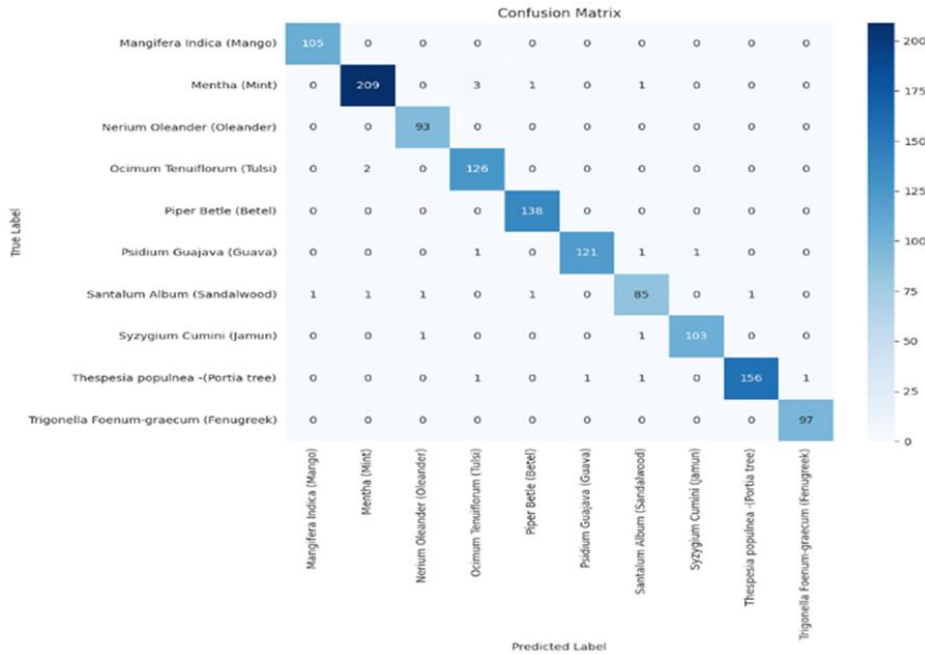 Confusion Matrix
Mangifera Indica (Mango) 105 0 0 0 0 0 0 0 0 0
Mentha (Mint) 0 209 0 3 1 0 1 0 0 0
Nerium Oleander (Oleander) 0 0 93 0 0 0 0 0 0 0
Ocimum Tenuiflorum (Tulsi) 0 2 0 126 0 0 0 0 0 0
Piper Betle (Betel) 0 0 0 0 138 0 0 0 0 0
Psidium Guajava (Guava) 0 0 0 1 0 121 1 1 0 0
Santalum Album (Sandalwood) 1 1 1 0 1 0 85 0 1 0
Syzygium Cumini (Jamun) 0 0 1 0 0 0 1 103 0 0
Thespesia populnea -(Portia tree) 0 0 0 1 0 1 1 0 156 1
Trigonella Foenum-graecum (Fenugreek) 0 0 0 0 0 0 0 0 0 97
True Label
Mangifera Indica (Mango)
Mentha (Mint)
Nerium Oleander (Oleander)
Ocimum Tenuiflorum (Tulsi)
Piper Betle (Betel)
Psidium Guajava (Guava)
Santalum Album (Sandalwood)
Syzygium Cumini (Jamun)
Thespesia populnea -(Portia tree)
Trigonella Foenum-graecum (Fenugreek)
Predicted Label
200
175
150
125
100
75
50
25
0